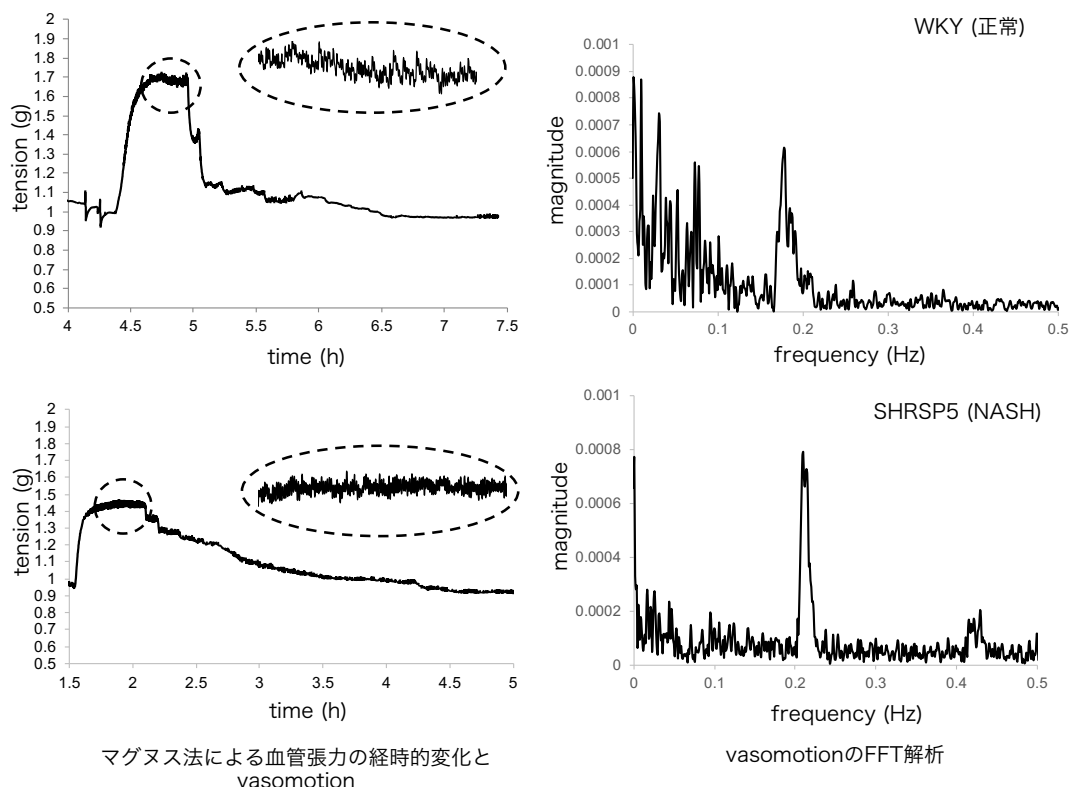 2
1.9
1.8
1.7
1.6
1.5
1.4
1.3
1.2
1.1
1
0.9
0.8
0.7
0.6
0.5
tension (g)
4 4.5 5 5.5 6 6.5 7 7.5
time (h)
WKY (正常)
0.001
0.0009
0.0008
0.0007
0.0006
0.0005
0.0004
0.0003
0.0002
0.0001
0
magnitude
0 0.1 0.2 0.3 0.4 0.5
frequency (Hz)
2
1.9
1.8
1.7
1.6
1.5
1.4
1.3
1.2
1.1
1
0.9
0.8
0.7
0.6
0.5
tension (g)
1.5 2 2.5 3 3.5 4 4.5 5
time (h)
SHRSP5 (NASH)
0.001
0.0008
0.0006
0.0004
0.0002
0
magnitude
0 0.1 0.2 0.3 0.4 0.5
frequency (Hz)
マグヌス法による血管張力の経時的変化と
vasomotion
vasomotionのFFT解析